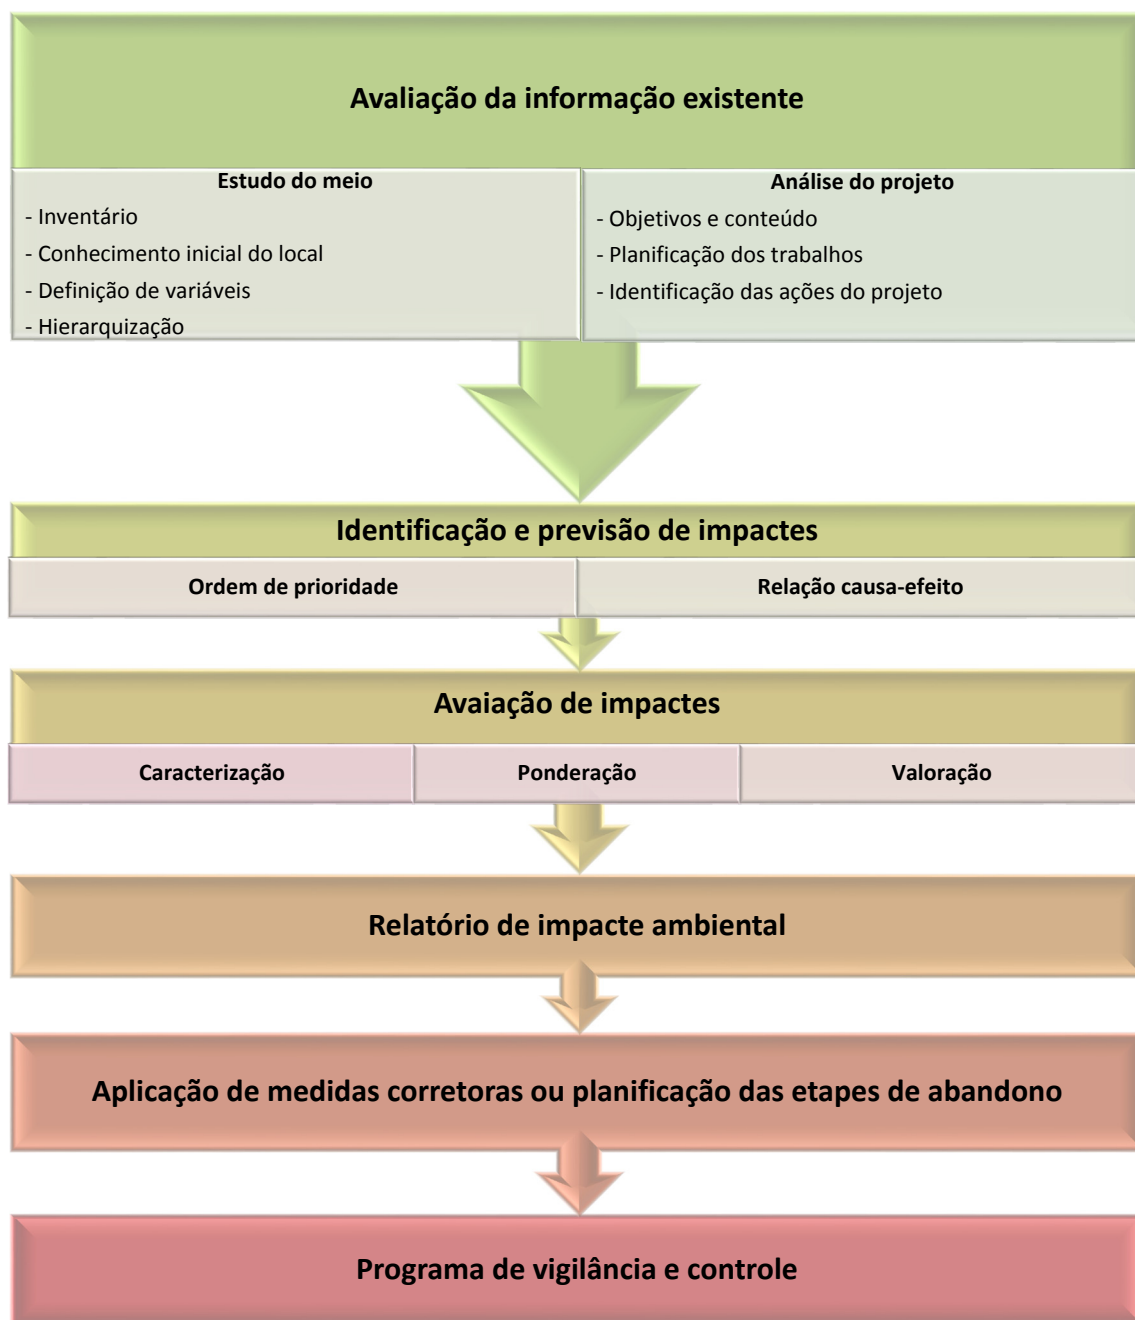 Avaliação da informação existente
Estudo do meio
- Inventário
- Conhecimento inicial do local
- Definição de variáveis
- Hierarquização
Análise do projeto
- Objetivos e conteúdo
- Planificação dos trabalhos
- Identificação das ações do projeto
Identificação e previsão de impactes
Ordem de prioridade
Relação causa-efeito
Avaiação de impactes
Caracterização
Ponderação
Valoração
Relatório de impacte ambiental
Aplicação de medidas corretoras ou planificação das etapes de abandono
Programa de vigilância e controle